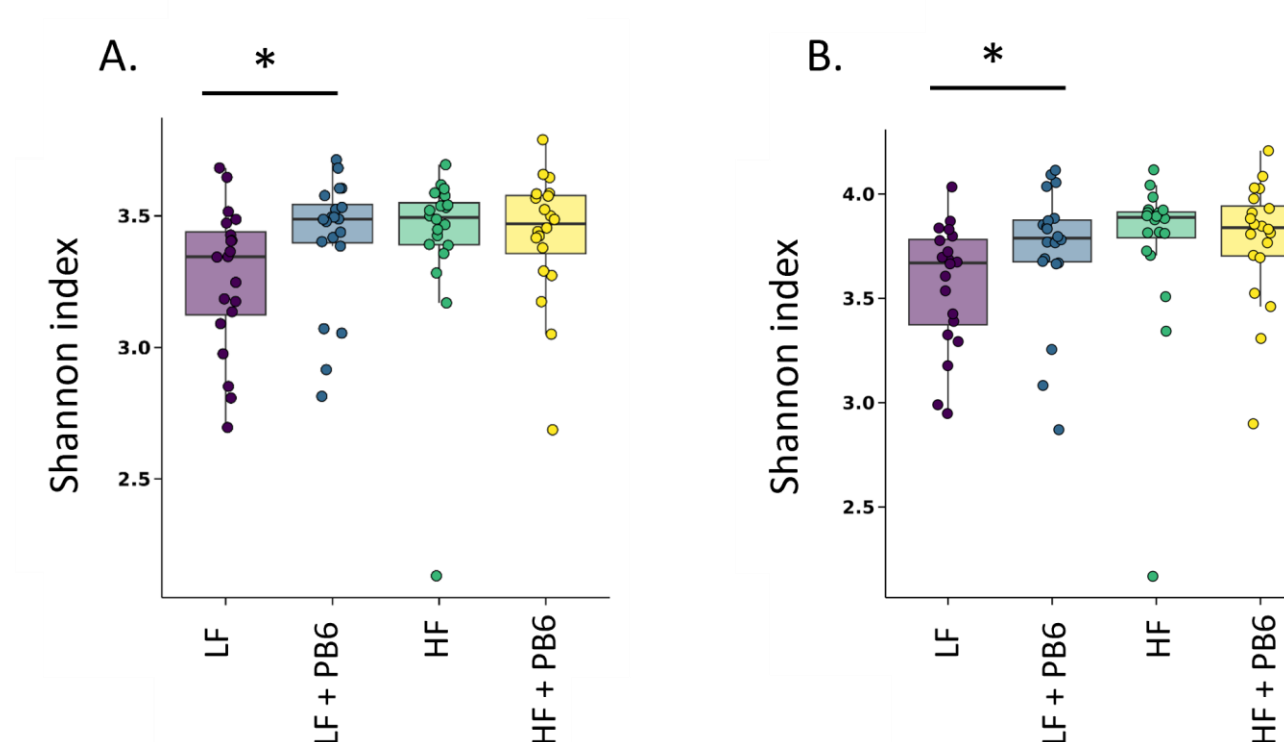 A.
*
Shannon index
3.5
3.0
2.5
LF
LF + PB6
HF
HF + PB6
B.
*
Shannon index
4.0
3.5
3.0
2.5
LF
LF + PB6
HF
HF + PB6